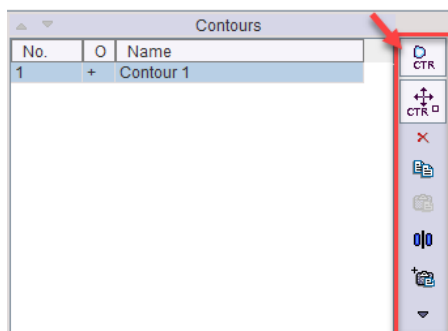 Contours
No. O Name
1 + Contour 1
CTR
CTR